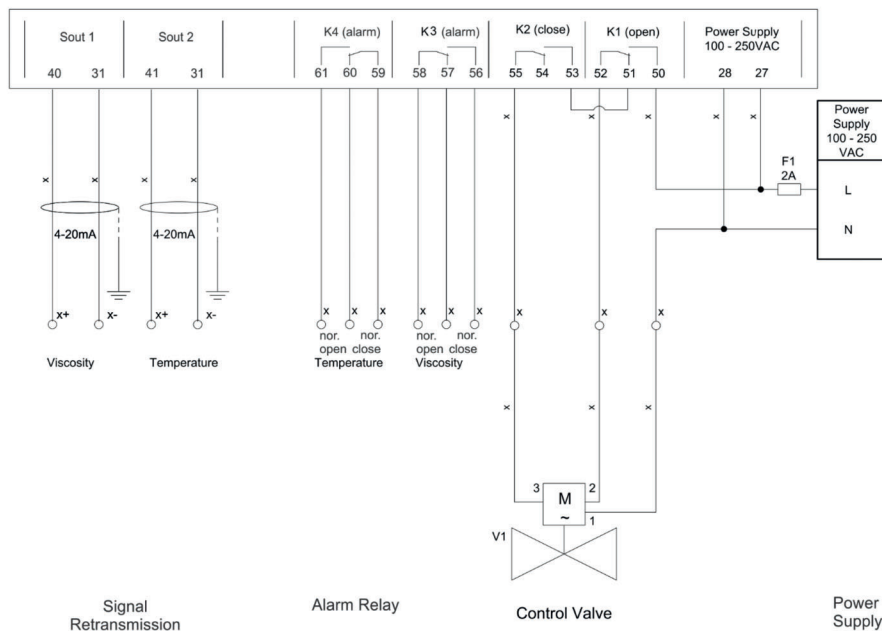 Sout 1
Sout 2
K4 (alarm)
K3 (alarm)
K2 (close)
K1 (open)
Power Supply
100 - 250VAC
40 31 41 31 61 60 59 58 57 56 55 54 53 52 51 50 28 27
Power
Supply
100 - 250
VAC
F1
2A
L
N
x x x x x x x x x
4-20mA
4-20mA
x+ x- x+ x- x x x x x x x x x
nor.
open
nor.
close
nor.
open
nor.
close
Temperature
Viscosity
Viscosity
Temperature
x x x
3
M
~
2
1
V1
Signal
Retransmission
Alarm Relay
Control Valve
Power
Supply